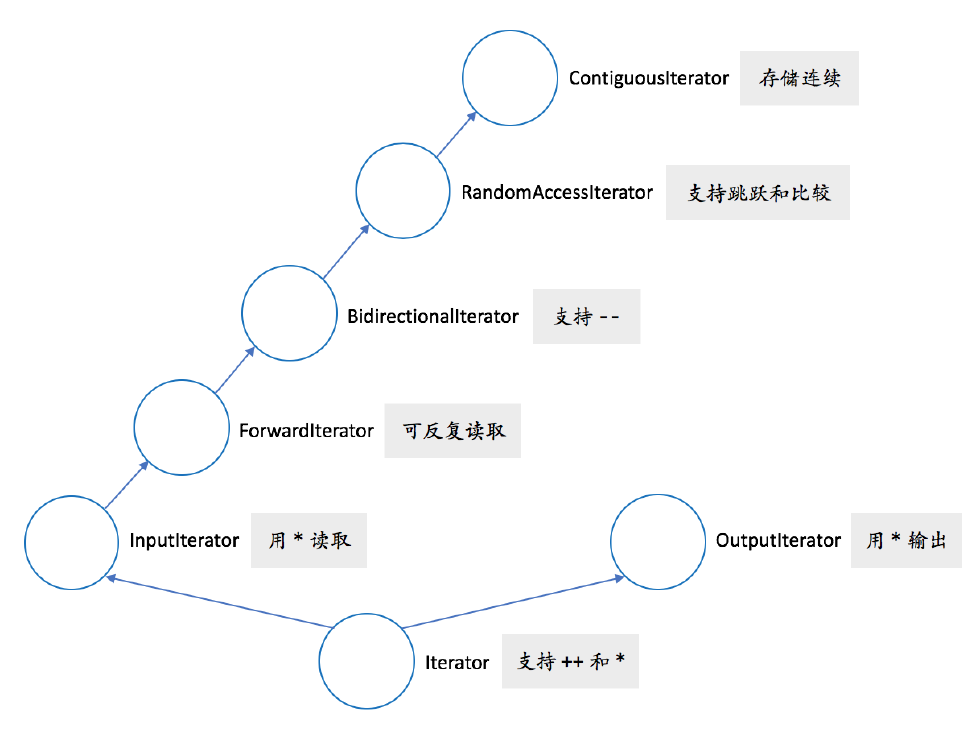 ContiguousIterator 存储连续
RandomAccessIterator 支持跳跃和比较
BidirectionalIterator 支持 --
ForwardIterator 可反复读取
InputIterator 用 * 读取
OutputIterator 用 * 输出
Iterator 支持 ++ 和 *